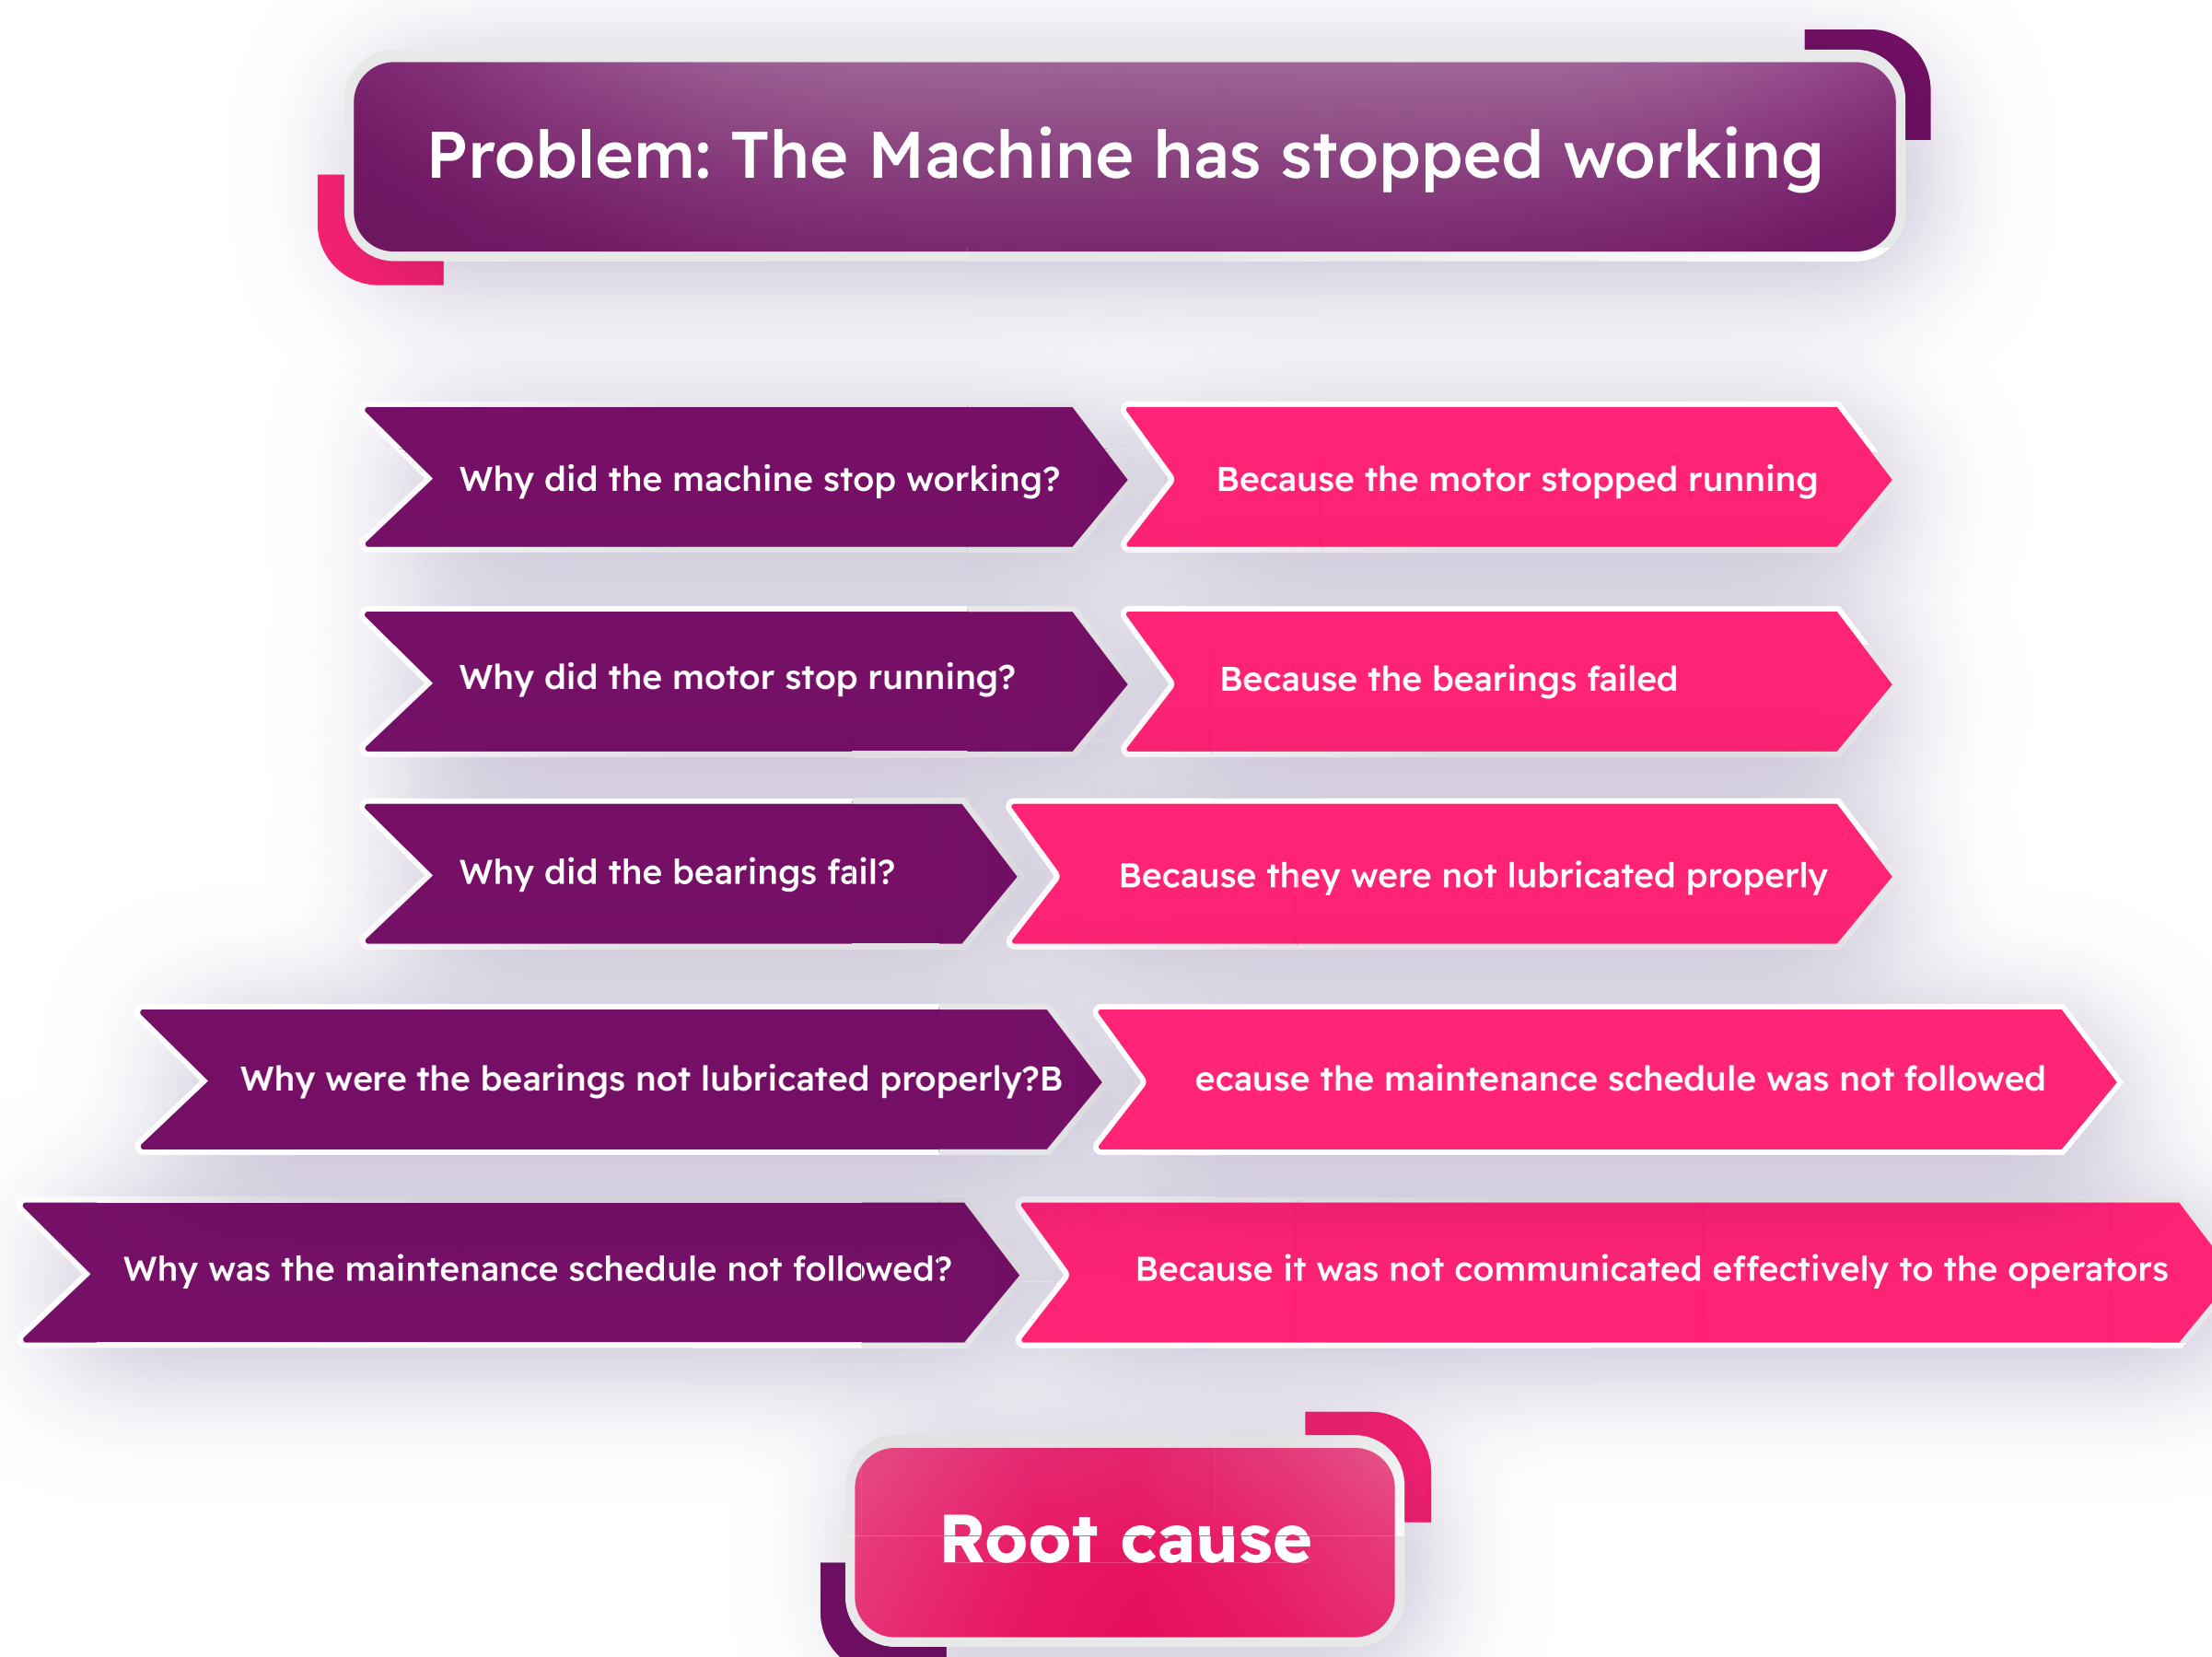 Problem: The Machine has stopped working
Why did the machine stop working?
Because the motor stopped running
Why did the motor stop running?
Because the bearings failed
Why did the bearings fail?
Because they were not lubricated properly
Why were the bearings not lubricated properly?B
ecause the maintenance schedule was not followed
Why was the maintenance schedule not followed?
Because it was not communicated effectively to the operators
Root cause